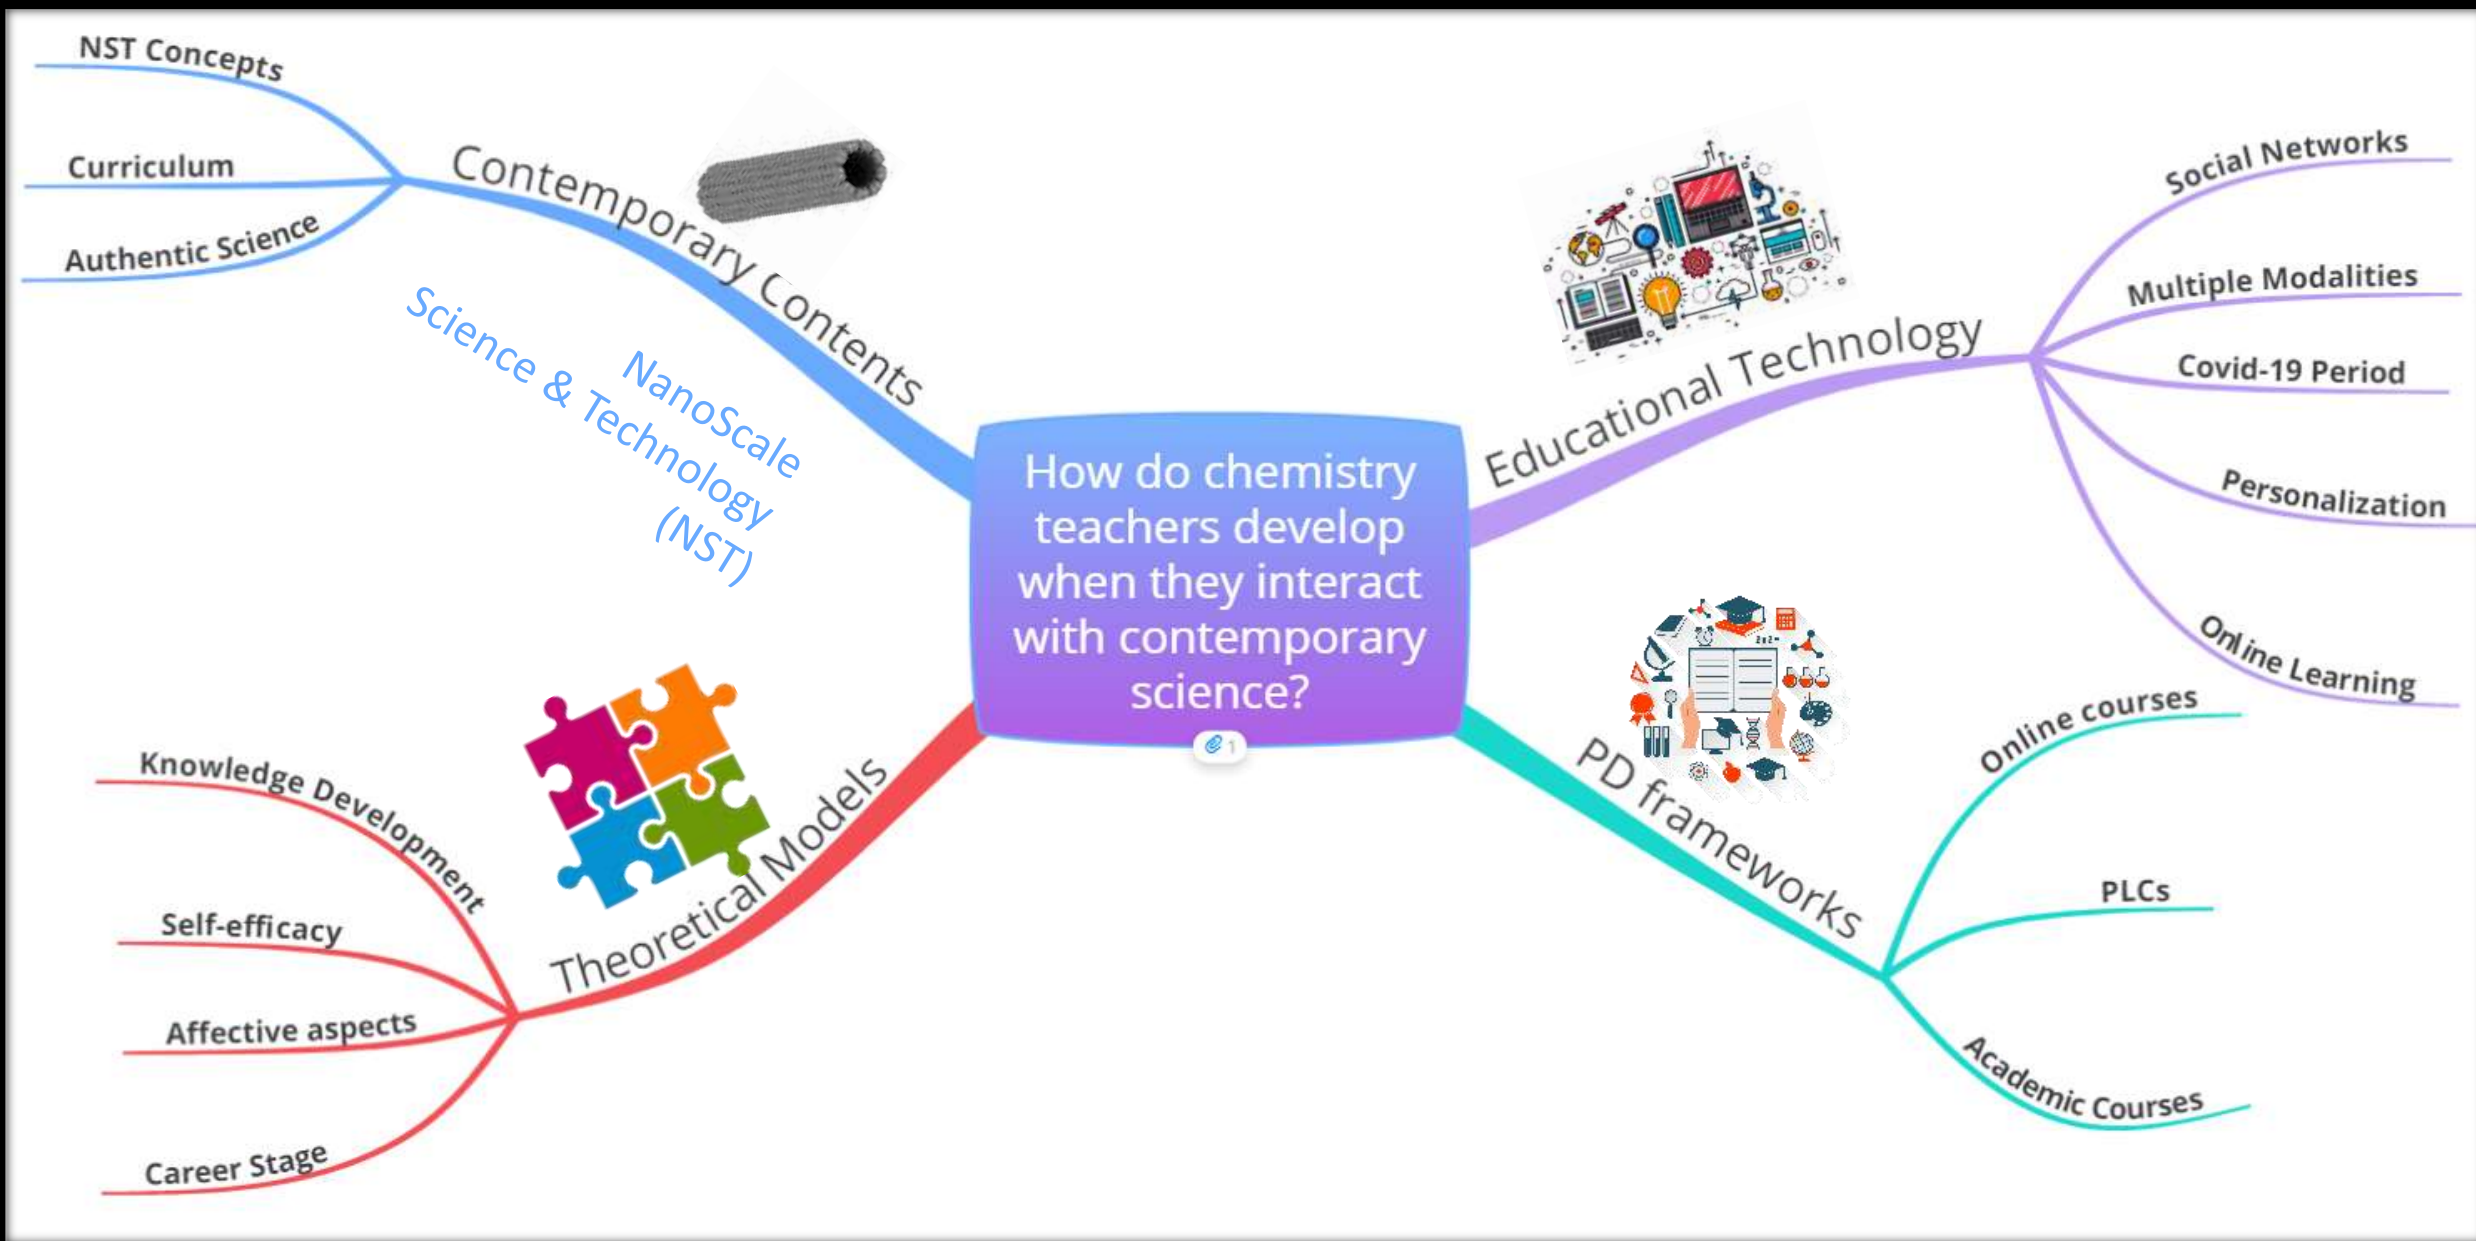 How do chemistry
teachers develop
when they interact
with contemporary
science?
1
Contemporary Contents
NanoScale
Science & Technology
(NST)
NST Concepts
Curriculum
Authentic Science
Educational Technology
Social Networks
Multiple Modalities
Covid-19 Period
Personalization
Online Learning
PD frameworks
Online courses
PLCs
Academic Courses
Theoretical Models
Knowledge Development
Self-efficacy
Affective aspects
Career Stage